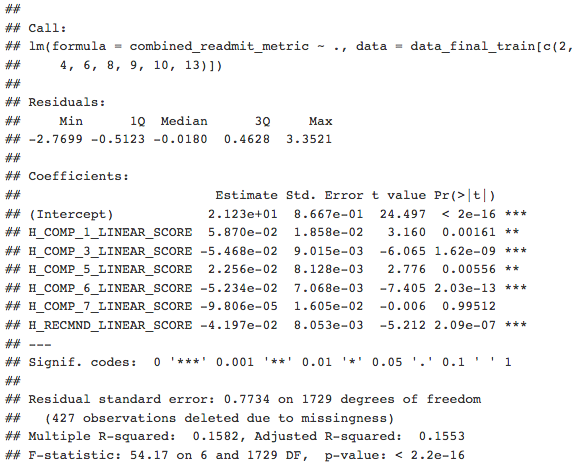 ##
## Call:
## lm(formula = combined_readmit_metric ~ ., data = data_final_train[c(2,
##     4, 6, 8, 9, 10, 13)])
##
## Residuals:
##     Min      1Q  Median      3Q     Max
## -2.7699 -0.5123 -0.0180  0.4628  3.3521
##
## Coefficients:
##                         Estimate Std. Error t value Pr(>|t|)
## (Intercept)            2.123e+01  8.667e-01  24.497  < 2e-16 ***
## H_COMP_1_LINEAR_SCORE  5.870e-02  1.858e-02   3.160  0.00161 **
## H_COMP_3_LINEAR_SCORE -5.468e-02  9.015e-03  -6.065 1.62e-09 ***
## H_COMP_5_LINEAR_SCORE  2.256e-02  8.128e-03   2.776  0.00556 **
## H_COMP_6_LINEAR_SCORE -5.234e-02  7.068e-03  -7.405 2.03e-13 ***
## H_COMP_7_LINEAR_SCORE -9.806e-05  1.605e-02  -0.006  0.99512
## H_RECMND_LINEAR_SCORE -4.197e-02  8.053e-03  -5.212 2.09e-07 ***
## ---
## Signif. codes:  0 '***' 0.001 '**' 0.01 '*' 0.05 '.' 0.1 ' ' 1
##
## Residual standard error: 0.7734 on 1729 degrees of freedom
##   (427 observations deleted due to missingness)
## Multiple R-squared:  0.1582, Adjusted R-squared:  0.1553
## F-statistic: 54.17 on 6 and 1729 DF,  p-value: < 2.2e-16